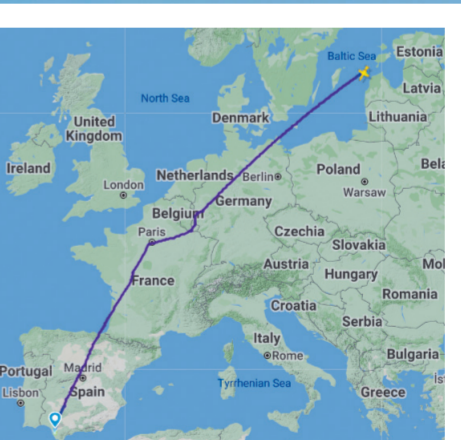 Baltic Sea
Estonia
Latvia
North Sea
Denmark
Lithuania
United
Kingdom
Ireland
London
Netherlands
Berlin
Poland
Warsaw
Bela
Germany
Belgium
Paris
Czechia
Slovakia
Mol
Austria
Hungary
France
Romania
Croatia
Serbia
Italy
Rome
Bulgaria
Portugal
Madrid
Lisbon
Spain
Tyrrhenian Sea
Greece
İs